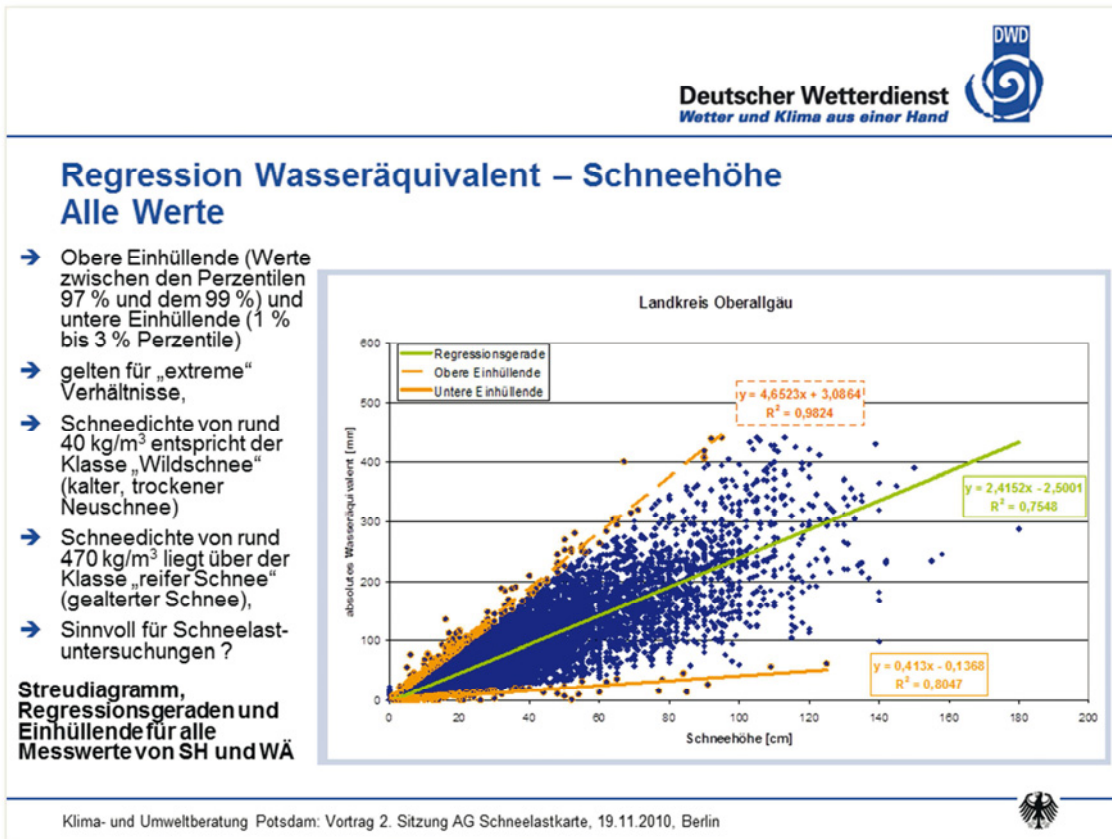 DWD
Deutscher Wetterdienst
Wetter und Klima aus einer Hand
Regression Wasseräquivalent – Schneehöhe
Alle Werte
➔ Obere Einhüllende (Werte
zwischen den Perzentilen
97 % und dem 99 %) und
untere Einhüllende (1 %
bis 3 % Perzentile)
➔ gelten für „extreme“
Verhältnisse,
➔ Schneedichte von rund
40 kg/m³ entspricht der
Klasse „Wildschnee“
(kalter, trockener
Neuschnee)
➔ Schneedichte von rund
470 kg/m³ liegt über der
Klasse „reifer Schnee“
(gealterter Schnee),
➔ Sinnvoll für Schneelast-
untersuchungen ?
Streudiagramm,
Regressionsgeraden und
Einhüllende für alle
Messwerte von SH und WÄ
Landkreis Oberallgäu
Regressionsgerade
Obere Einhüllende
Untere Einhüllende
y = 4,6523x + 3,0864
R² = 0,9824
y = 2,4152x - 2,5001
R² = 0,7548
y = 0,413x - 0,1368
R² = 0,8047
absolutes Wasseräquivalent [mm]
600
500
400
300
200
100
0
0 20 40 60 80 100 120 140 160 180 200
Schneehöhe [cm]
Klima- und Umweltberatung Potsdam: Vortrag 2. Sitzung AG Schneelastkarte, 19.11.2010, Berlin